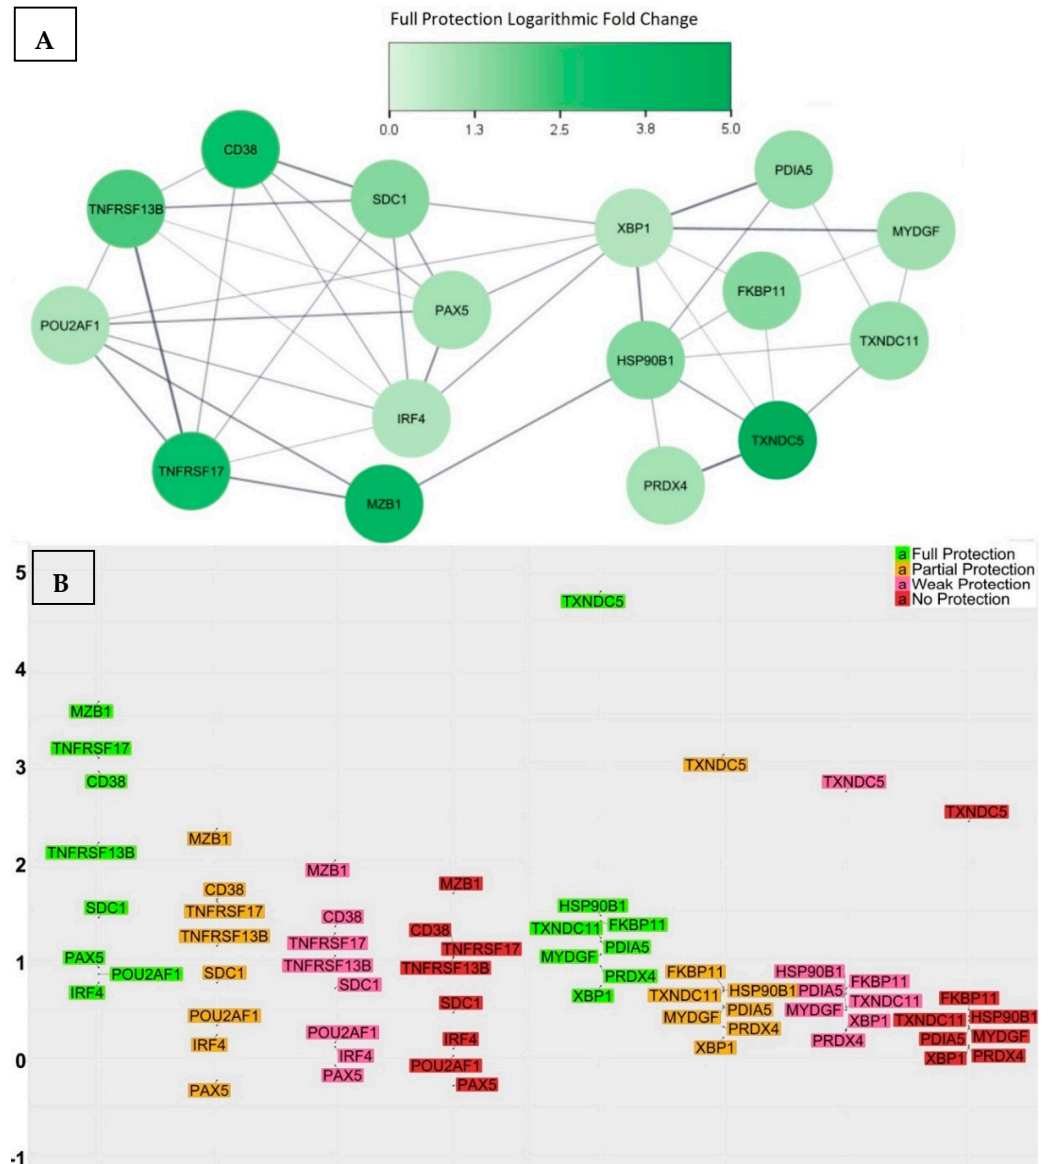 A
Full Protection Logarithmic Fold Change
0.0 1.3 2.5 3.8 5.0
CD38
PDIA5
TNFRSF13B
SDC1
XBP1
MYDGF
FKBP11
POU2AF1
PAX5
TXNDC11
HSP90B1
IRF4
TXNDC5
TNFRSF17
PRDX4
MZB1
B
a Full Protection
a Partial Protection
a Weak Protection
a No Protection
5
4
3
2
1
0
-1
MZB1
TNFRSF17
CD38
TNFRSF13B
SDC1
PAX5
POU2AF1
IRF4
MZB1
CD38
TNFRSF17
TNFRSF13B
SDC1
POU2AF1
IRF4
PAX5
MZB1
CD38
TNFRSF17
TNFRSF13B
SDC1
POU2AF1
IRF4
PAX5
MZB1
CD38
TNFRSF17
TNFRSF13B
SDC1
IRF4
POU2AF1
PAX5
TXNDC5
HSP90B1
TXNDC11 FKBP11
PDIA5
MYDGF
PRDX4
XBP1
TXNDC5
FKBP11
TXNDC11 HSP90B1
PDIA5
MYDGF
PRDX4
XBP1
TXNDC5
HSP90B1
FKBP11
PDIA5
TXNDC11
MYDGF
XBP1
PRDX4
TXNDC5
FKBP11
TXNDC11 HSP90B1
PDIA5 MYDGF
XBP1 PRDX4